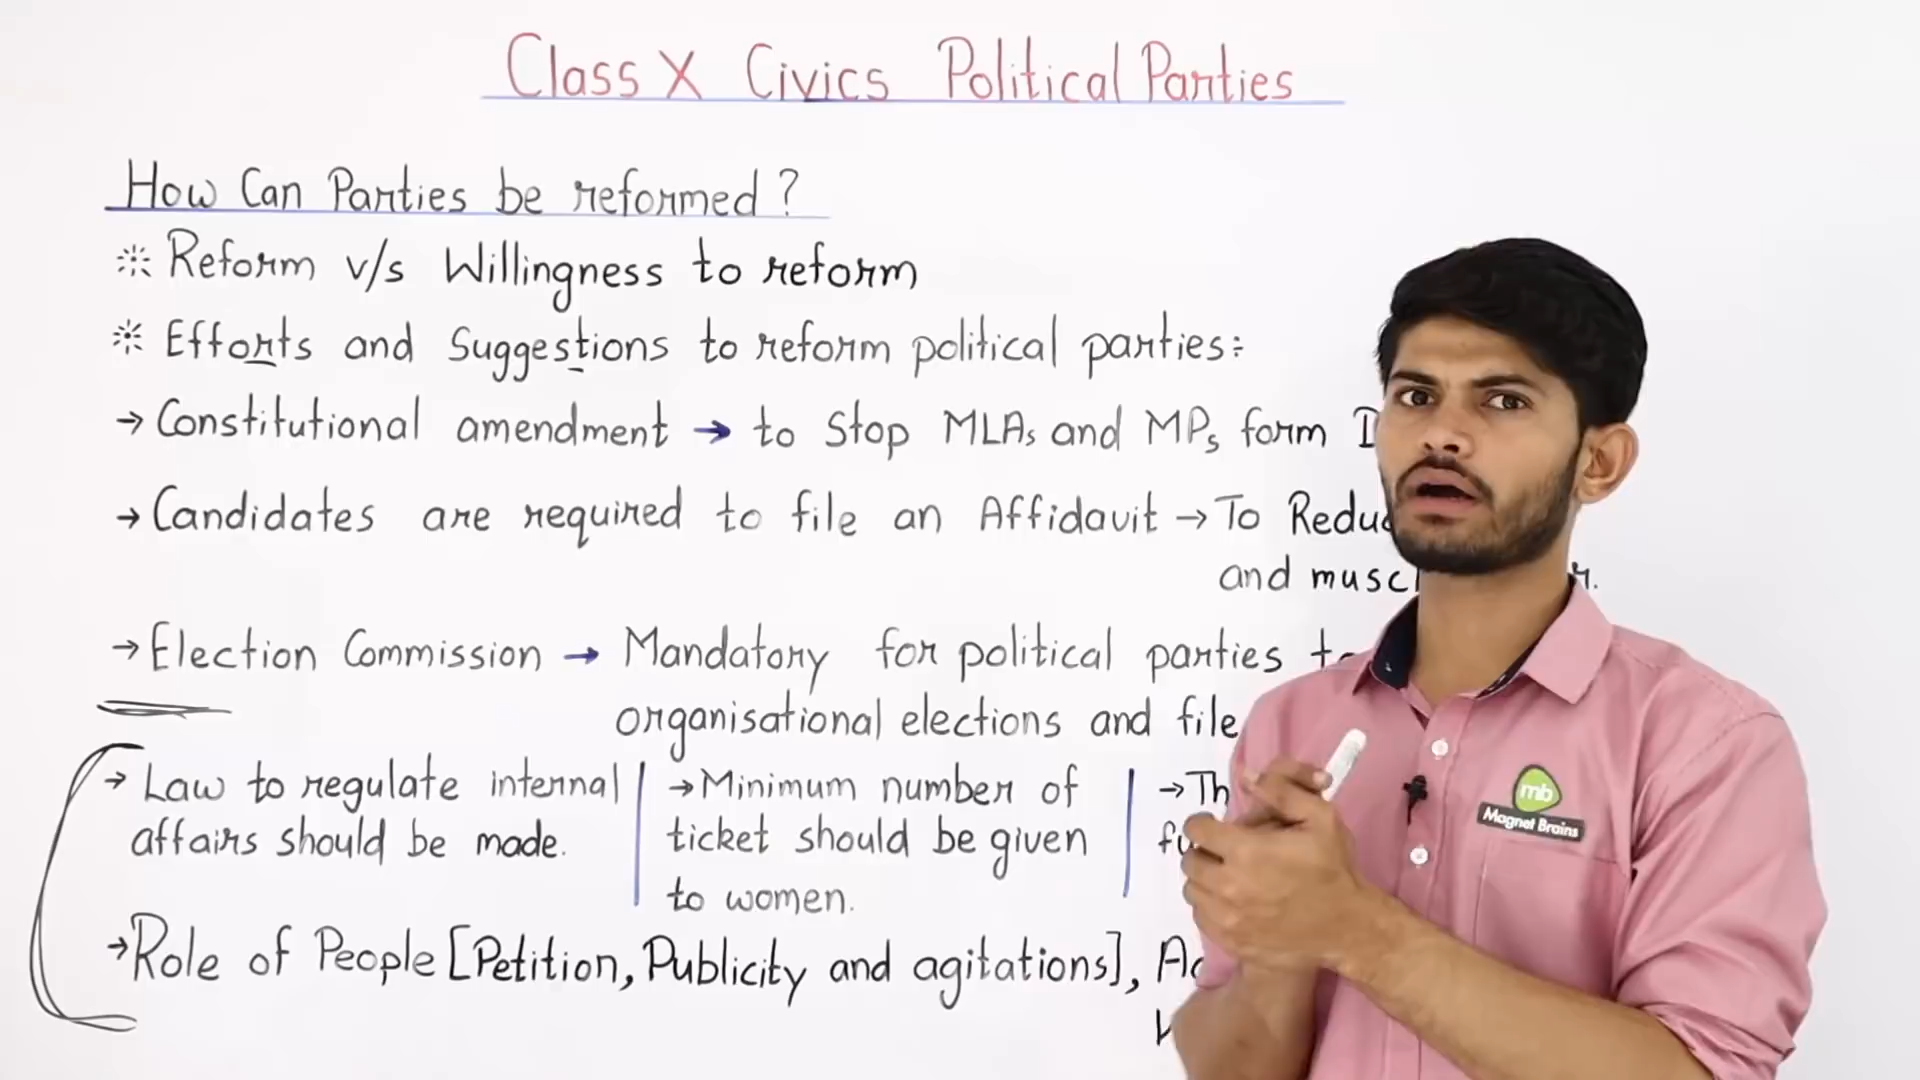 Class X Civics Political Parties
How Can Parties be reformed?
Reform v/s Willingness to reform
Efforts and Suggestions to reform political parties:
→ Constitutional amendment → to Stop MLAs and MPs form
→ Candidates are required to file an Affidavit → To
and
→ Election Commission → Mandatory for political parties
organisational elections and file
→ Law to regulate internal
affairs should be made.
→ Minimum number of
ticket should be given
to women.
→
→ Role of People [Petition, Publicity and agitations],
mb
Magnet Brains